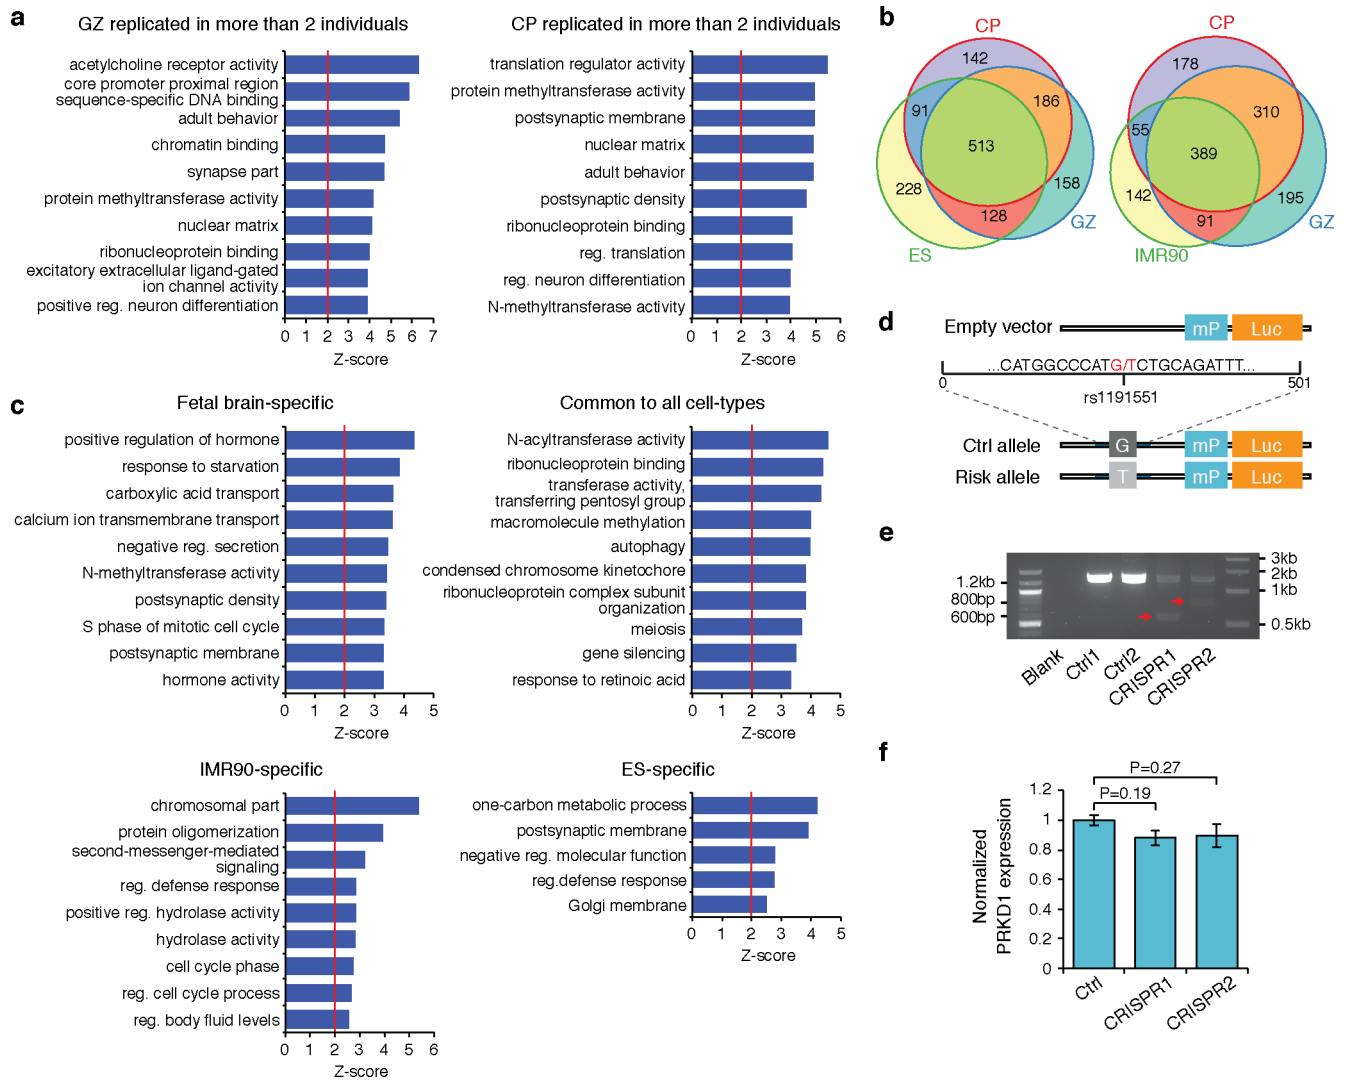 a
GZ replicated in more than 2 individuals
acetylcholine receptor activity
core promoter proximal region
sequence-specific DNA binding
adult behavior
chromatin binding
synapse part
protein methyltransferase activity
nuclear matrix
ribonucleoprotein binding
excitatory extracellular ligand-gated
ion channel activity
positive reg. neuron differentiation
0 1 2 3 4 5 6 7
Z-score
CP replicated in more than 2 individuals
translation regulator activity
protein methyltransferase activity
postsynaptic membrane
nuclear matrix
adult behavior
postsynaptic density
ribonucleoprotein binding
reg. translation
reg. neuron differentiation
N-methyltransferase activity
0 1 2 3 4 5 6
Z-score
b
CP
142
91
186
513
228
158
128
GZ
ES
CP
178
55
310
389
142
195
91
GZ
IMR90
c
Fetal brain-specific
positive regulation of hormone
response to starvation
carboxylic acid transport
calcium ion transmembrane transport
negative reg. secretion
N-methyltransferase activity
postsynaptic density
S phase of mitotic cell cycle
postsynaptic membrane
hormone activity
0 1 2 3 4 5
Z-score
Common to all cell-types
N-acyltransferase activity
ribonucleoprotein binding
transferase activity,
transferring pentosyl group
macromolecule methylation
autophagy
condensed chromosome kinetochore
ribonucleoprotein complex subunit
organization
meiosis
gene silencing
response to retinoic acid
0 1 2 3 4 5
Z-score
IMR90-specific
chromosomal part
protein oligomerization
second-messenger-mediated
signaling
reg. defense response
positive reg. hydrolase activity
hydrolase activity
cell cycle phase
reg. cell cycle process
reg. body fluid levels
0 1 2 3 4 5 6
Z-score
ES-specific
one-carbon metabolic process
postsynaptic membrane
negative reg. molecular function
reg.defense response
Golgi membrane
0 1 2 3 4 5
Z-score
d
Empty vector mP Luc
...CATGGCCCATG/TCTGCAGATTT...
0 501
rs1191551
Ctrl allele G mP Luc
Risk allele T mP Luc
e
1.2kb
800bp
600bp
3kb
2kb
1kb
0.5kb
Blank Ctrl1 Ctrl2 CRISPR1 CRISPR2
f
P=0.27
P=0.19
Normalized
PRKD1 expression
1.2
1
0.8
0.6
0.4
0.2
0
Ctrl CRISPR1 CRISPR2